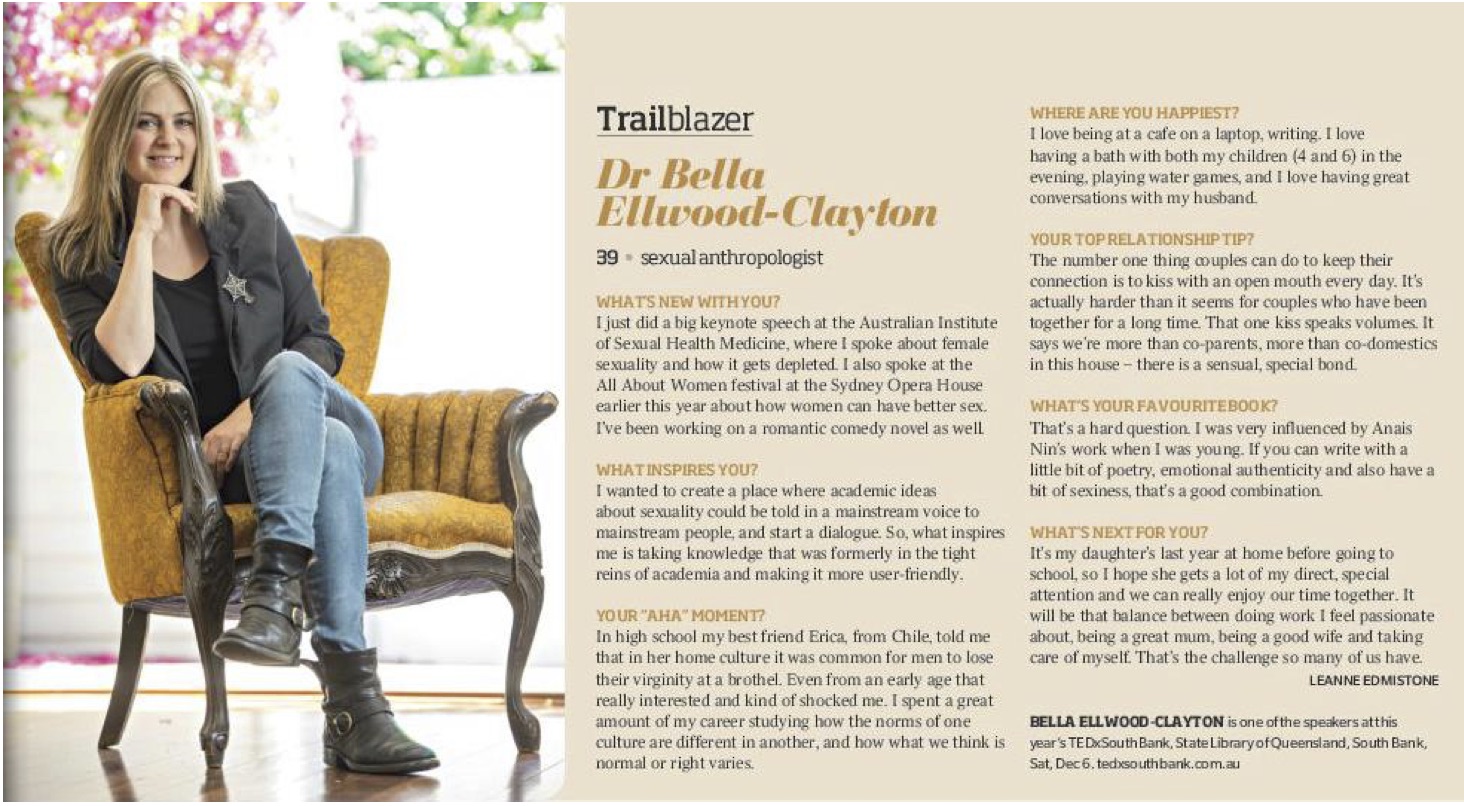 Trailblazer
Dr Bella
Ellwood-Clayton
39 • sexual anthropologist
WHAT'S NEW WITH YOU?
I just did a big keynote speech at the Australian Institute
of Sexual Health Medicine, where I spoke about female
sexuality and how it gets depleted. I also spoke at the
All About Women festival at the Sydney Opera House
earlier this year about how women can have better sex.
I've been working on a romantic comedy novel as well.
WHAT INSPIRES YOU?
I wanted to create a place where academic ideas
about sexuality could be told in a mainstream voice to
mainstream people, and start a dialogue. So, what inspires
me is taking knowledge that was formerly in the tight
reins of academia and making it more user-friendly.
YOUR "AHA" MOMENT?
In high school my best friend Erica, from Chile, told me
that in her home culture it was common for men to lose
their virginity at a brothel. Even from an early age that
really interested and kind of shocked me. I spent a great
amount of my career studying how the norms of one
culture are different in another, and how what we think is
normal or right varies.
WHERE ARE YOU HAPPIEST?
I love being at a cafe on a laptop, writing. I love
having a bath with both my children (4 and 6) in the
evening, playing water games, and I love having great
conversations with my husband.
YOUR TOP RELATIONSHIP TIP?
The number one thing couples can do to keep their
connection is to kiss with an open mouth every day. It's
actually harder than it seems for couples who have been
together for a long time. That one kiss speaks volumes. It
says we're more than co-parents, more than co-domestics
in this house – there is a sensual, special bond.
WHAT'S YOUR FAVOURITE BOOK?
That's a hard question. I was very influenced by Anais
Nin's work when I was young. If you can write with a
little bit of poetry, emotional authenticity and also have a
bit of sexiness, that's a good combination.
WHAT'S NEXT FOR YOU?
It's my daughter's last year at home before going to
school, so I hope she gets a lot of my direct, special
attention and we can really enjoy our time together. It
will be that balance between doing work I feel passionate
about, being a great mum, being a good wife and taking
care of myself. That's the challenge so many of us have.
LEANNE EDMISTONE
BELLA ELLWOOD-CLAYTON is one of the speakers at this
year's TEDxSouthBank, State Library of Queensland, South Bank,
Sat, Dec 6. tedxsouthbank.com.au